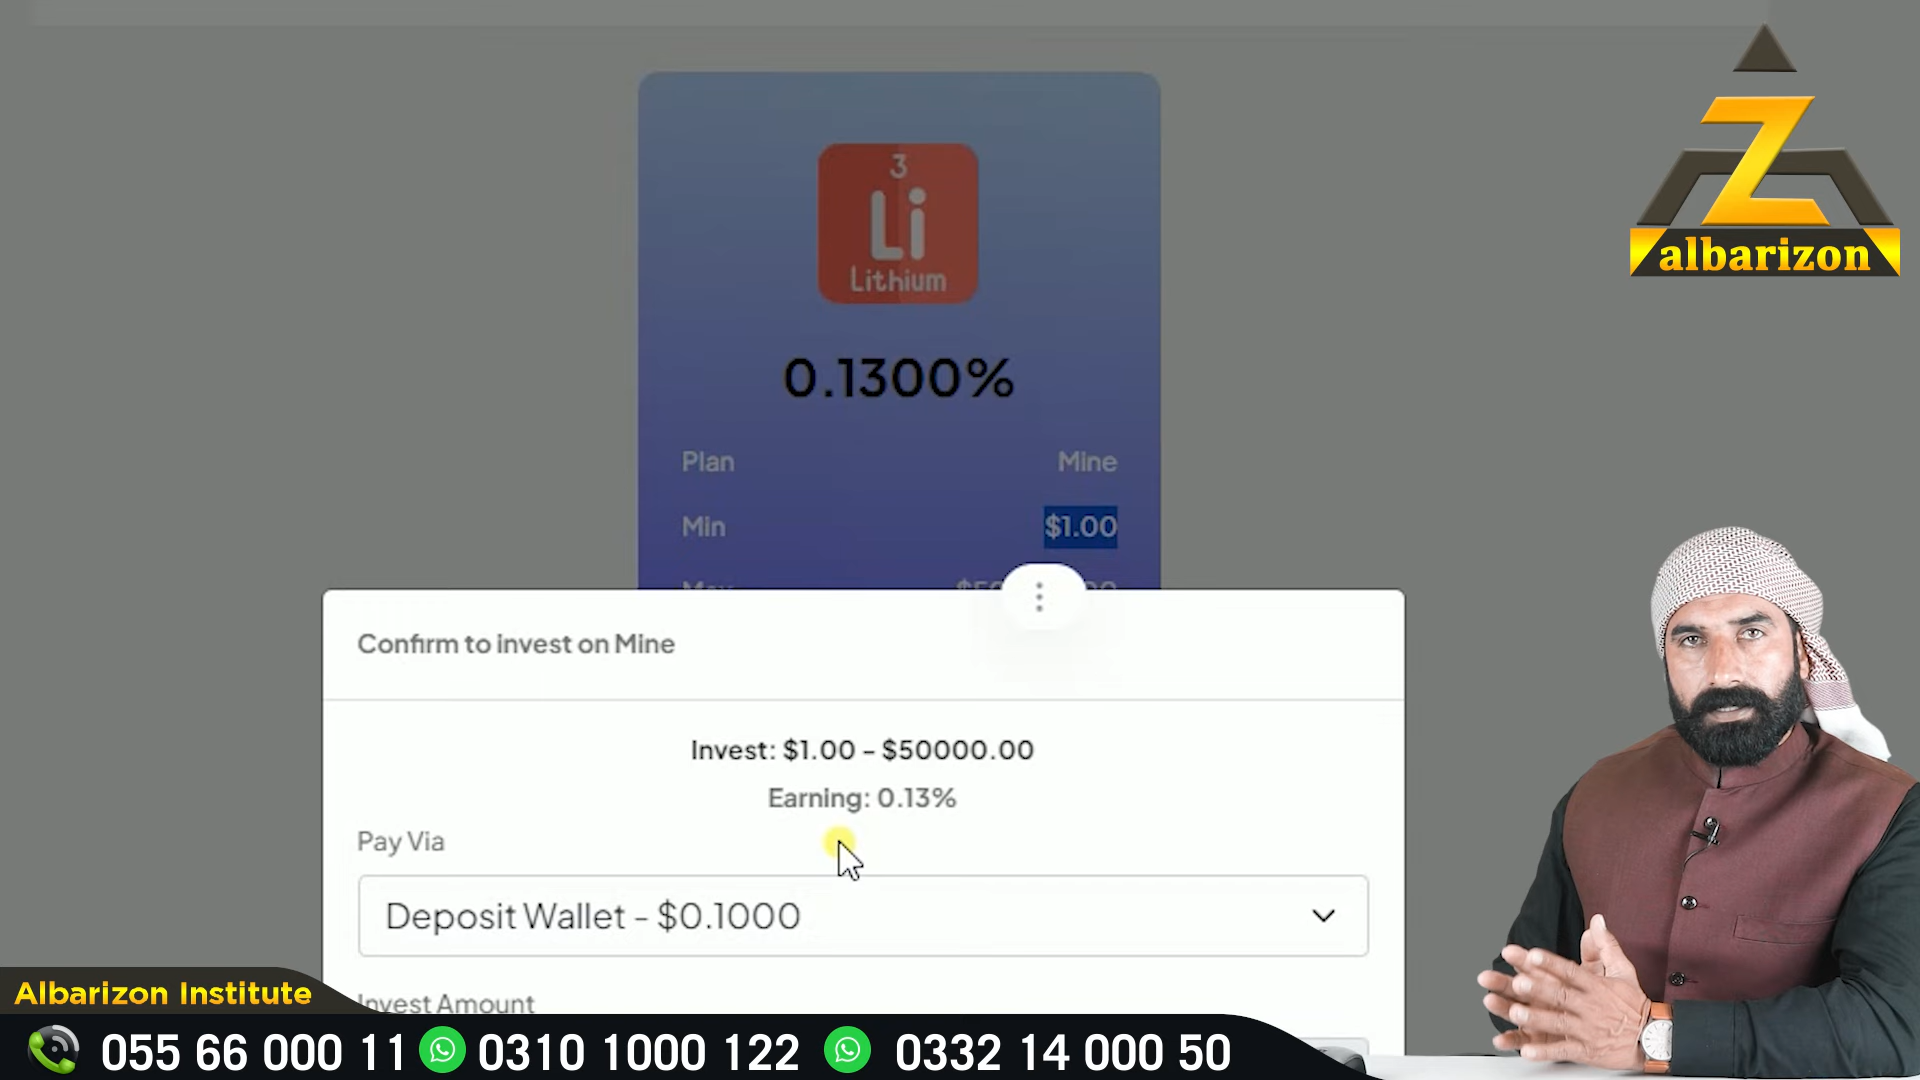 3
Li
Lithium
0.1300%
Plan Mine
Min $1.00
albarizon
Confirm to invest on Mine
Invest: $1.00 - $50000.00
Earning: 0.13%
Pay Via
Deposit Wallet - $0.1000
Invest Amount
Albarizon Institute
055 66 000 11 0310 1000 122 0332 14 000 50